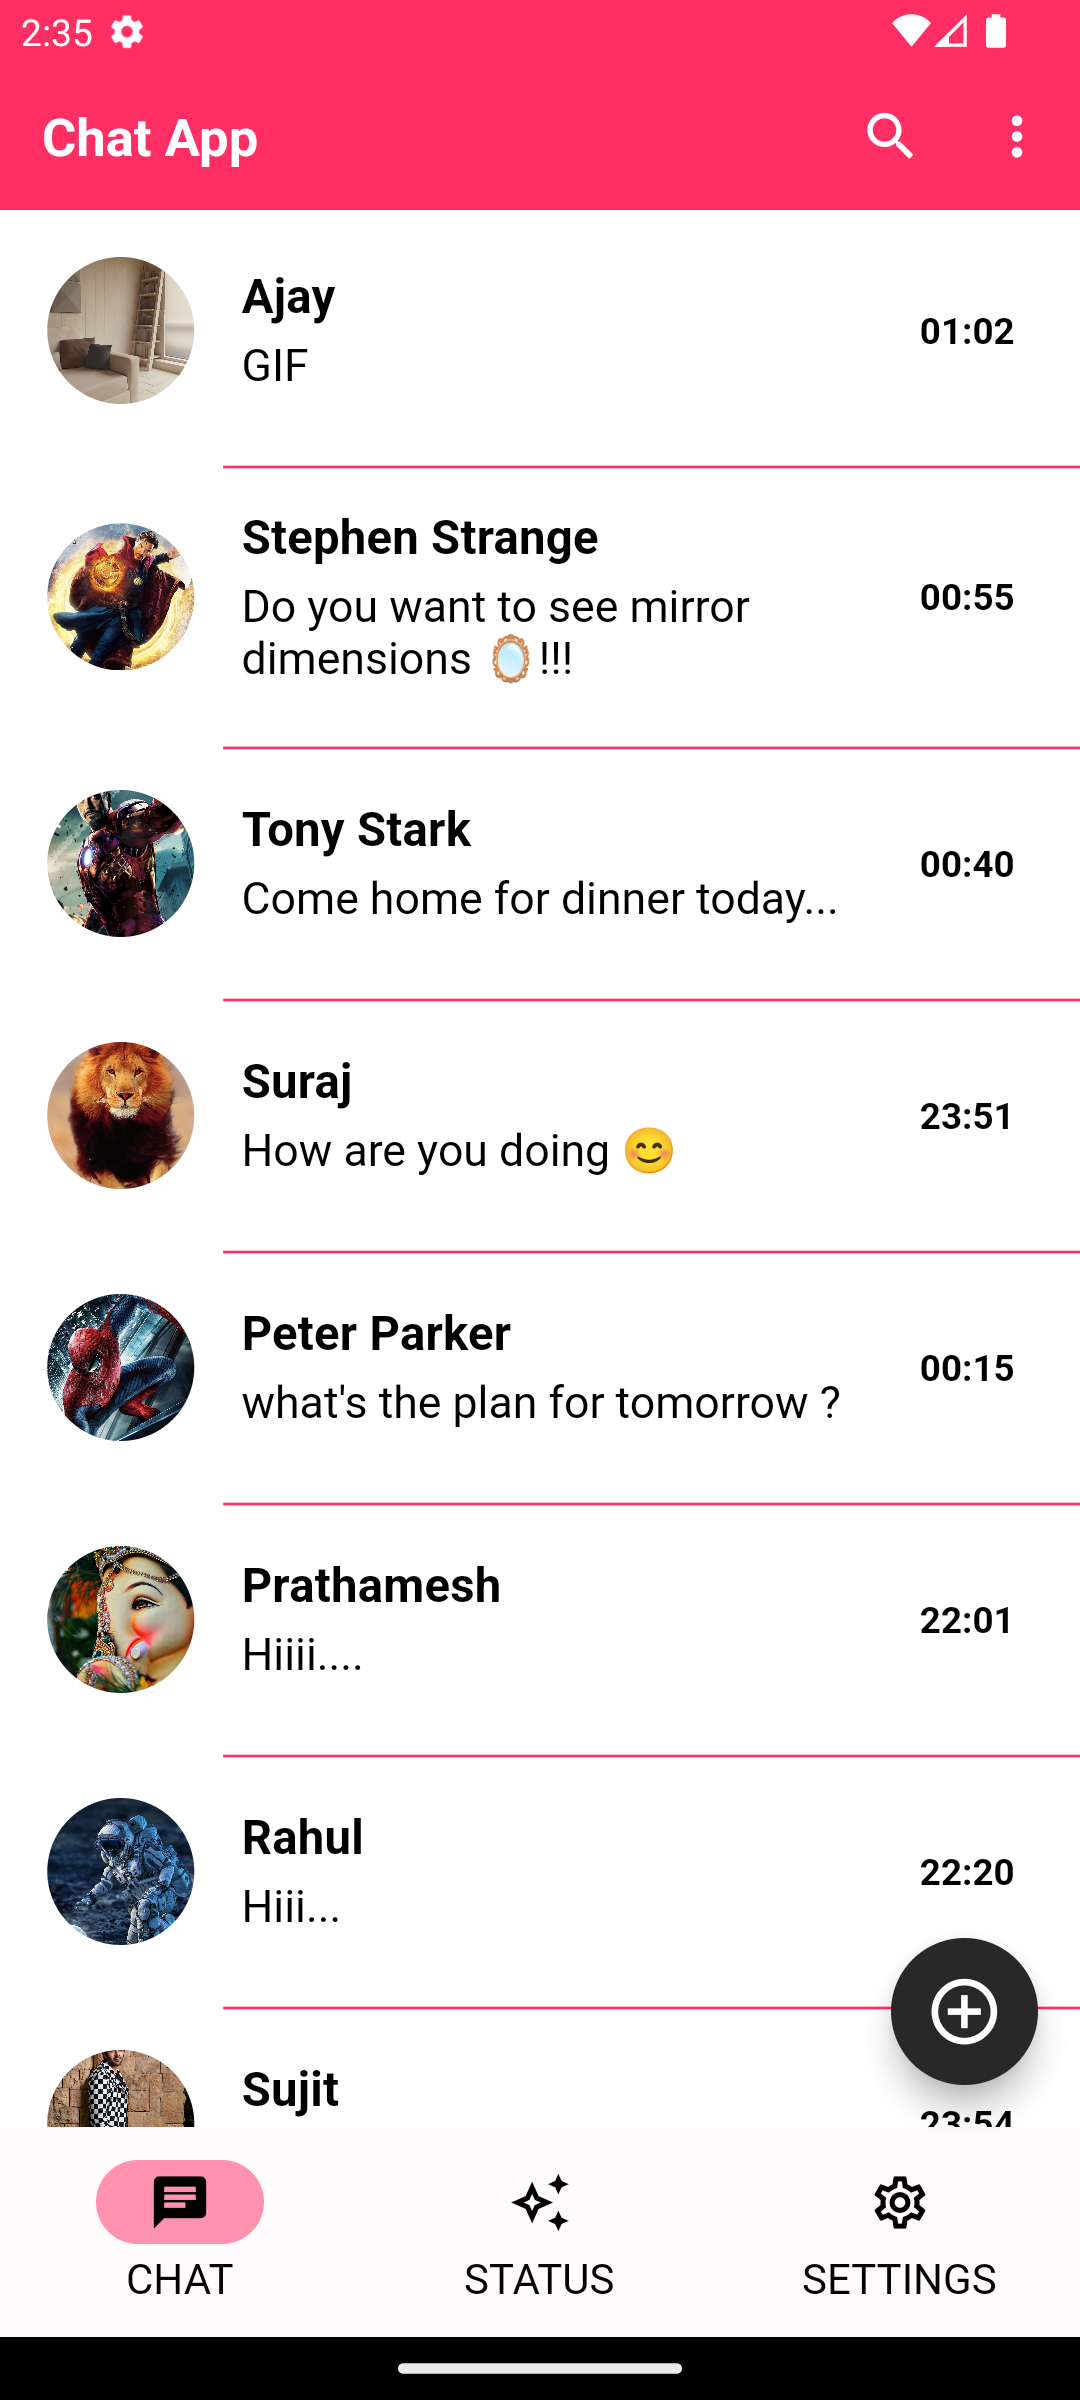 2:35
Chat App
Ajay
GIF
01:02
Stephen Strange
Do you want to see mirror
dimensions 🪞!!!
00:55
Tony Stark
Come home for dinner today...
00:40
Suraj
How are you doing 😊
23:51
Peter Parker
what's the plan for tomorrow ?
00:15
Prathamesh
Hiiii....
22:01
Rahul
Hiii...
22:20
Sujit
23:54
CHAT
STATUS
SETTINGS